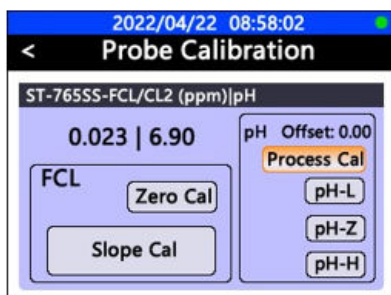 2022/04/22 08:58:02
< Probe Calibration
ST-765SS-FCL/CL2 (ppm)|pH
0.023 | 6.90
FCL
Zero Cal
Slope Cal
pH Offset: 0.00
Process Cal
pH-L
pH-Z
pH-H